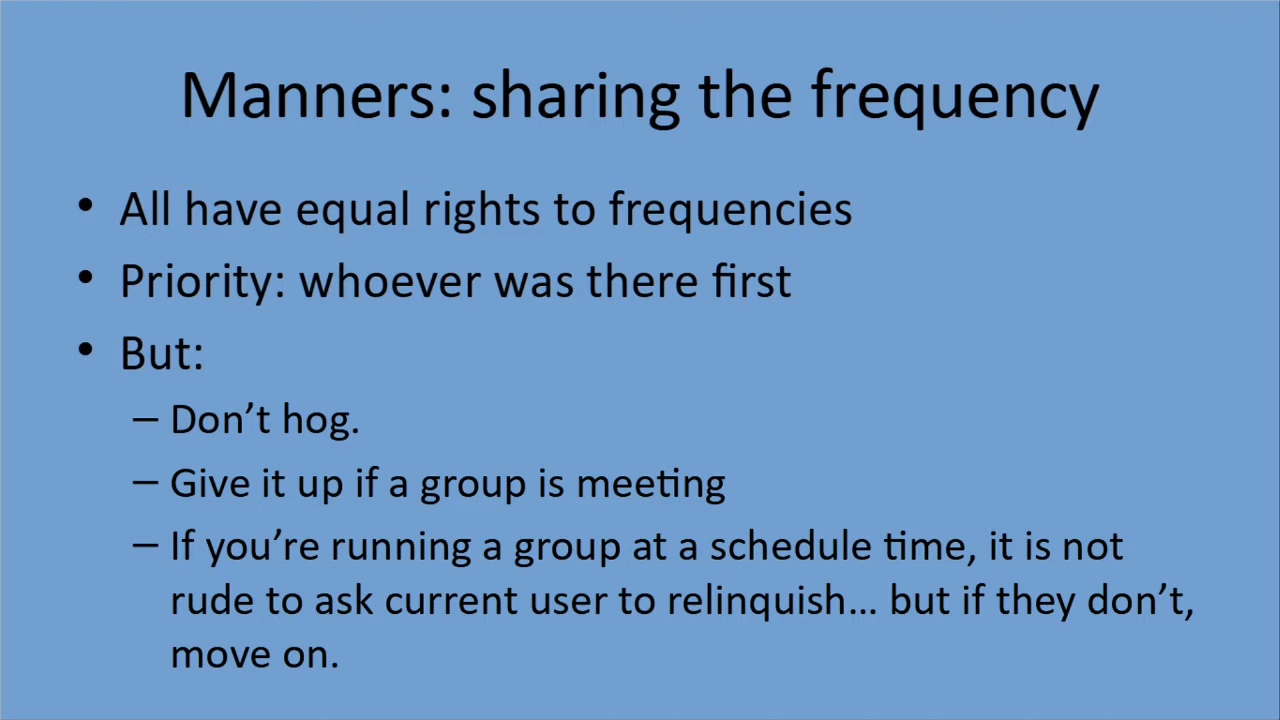 Manners: sharing the frequency
• All have equal rights to frequencies
• Priority: whoever was there first
• But:
– Don’t hog.
– Give it up if a group is meeting
– If you’re running a group at a schedule time, it is not
rude to ask current user to relinquish… but if they don’t,
move on.